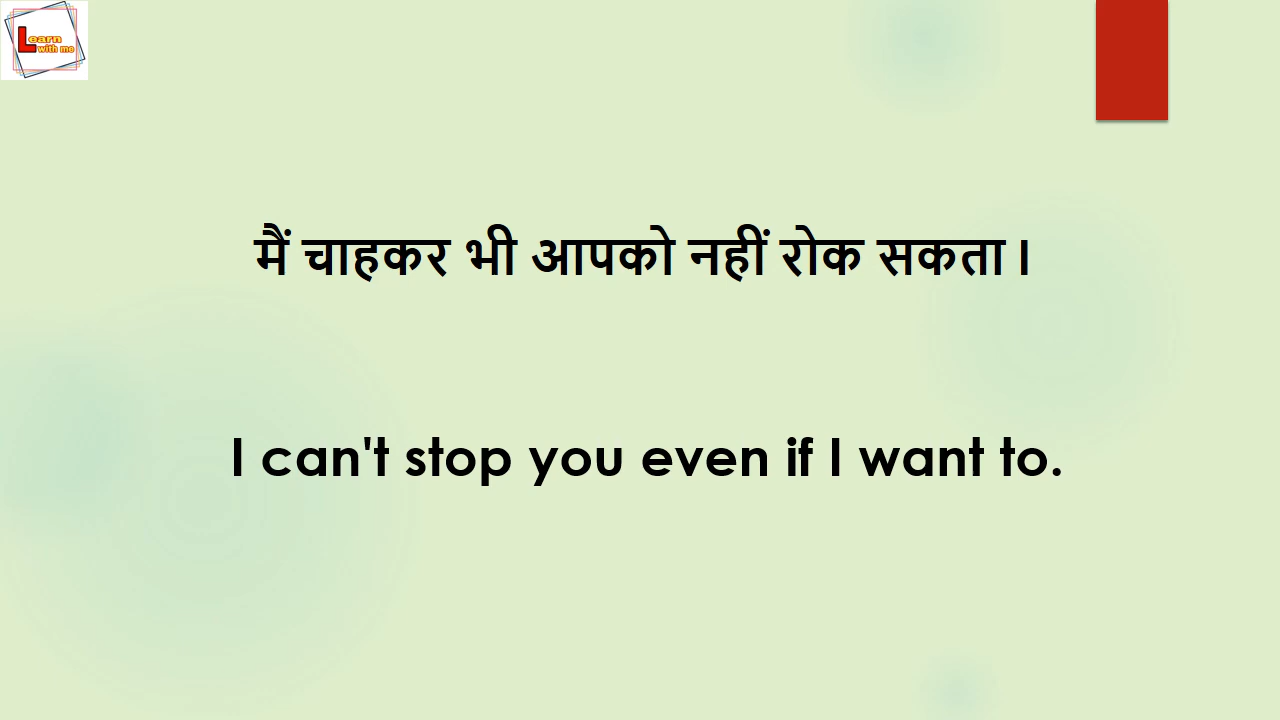 Learn
with me
मैं चाहकर भी आपको नहीं रोक सकता।
I can't stop you even if I want to.